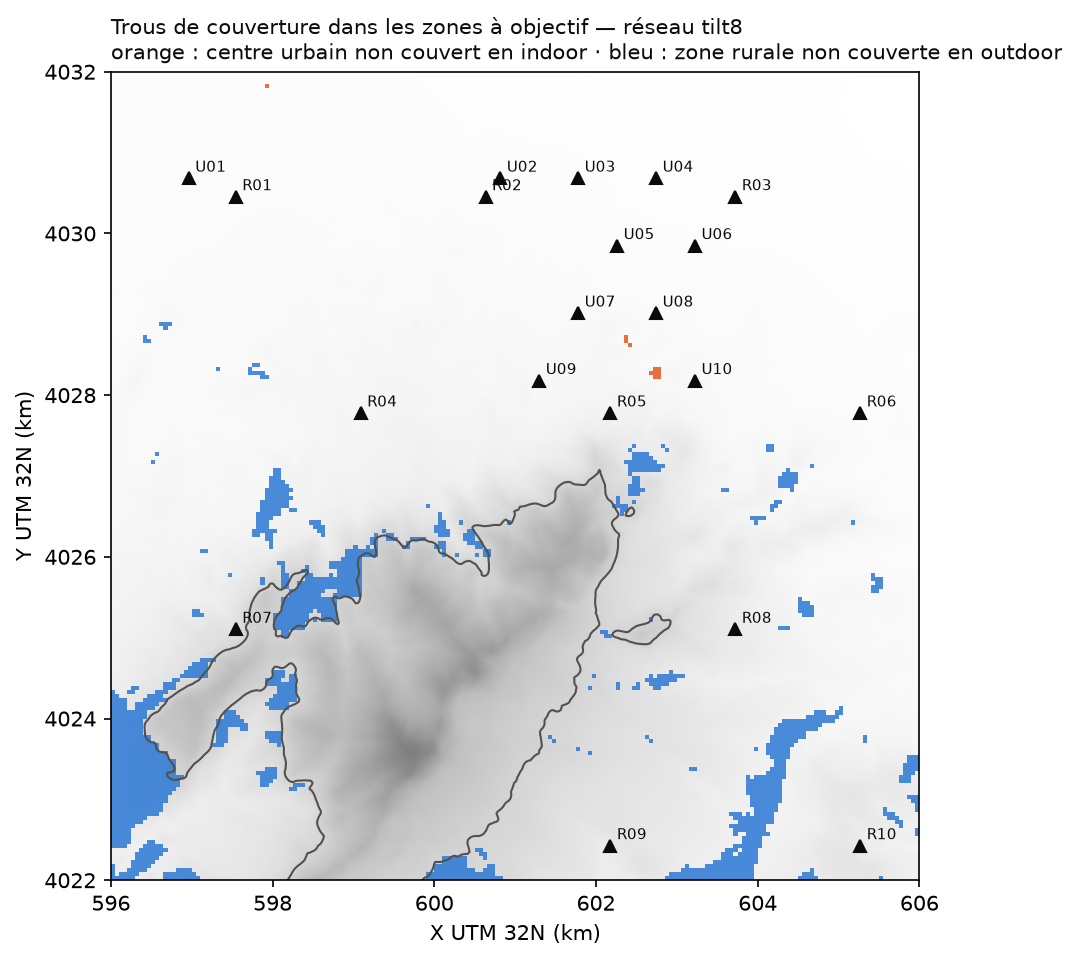 Trous de couverture dans les zones à objectif — réseau tilt8
orange : centre urbain non couvert en indoor · bleu : zone rurale non couverte en outdoor
4032
U01
U02
U03
U04
R01
R02
R03
4030
U05
U06
U07
U08
U09
U10
4028
R04
R05
R06
Y UTM 32N (km)
4026
R07
R08
4024
R09
R10
4022
596
598
600
602
604
606
X UTM 32N (km)